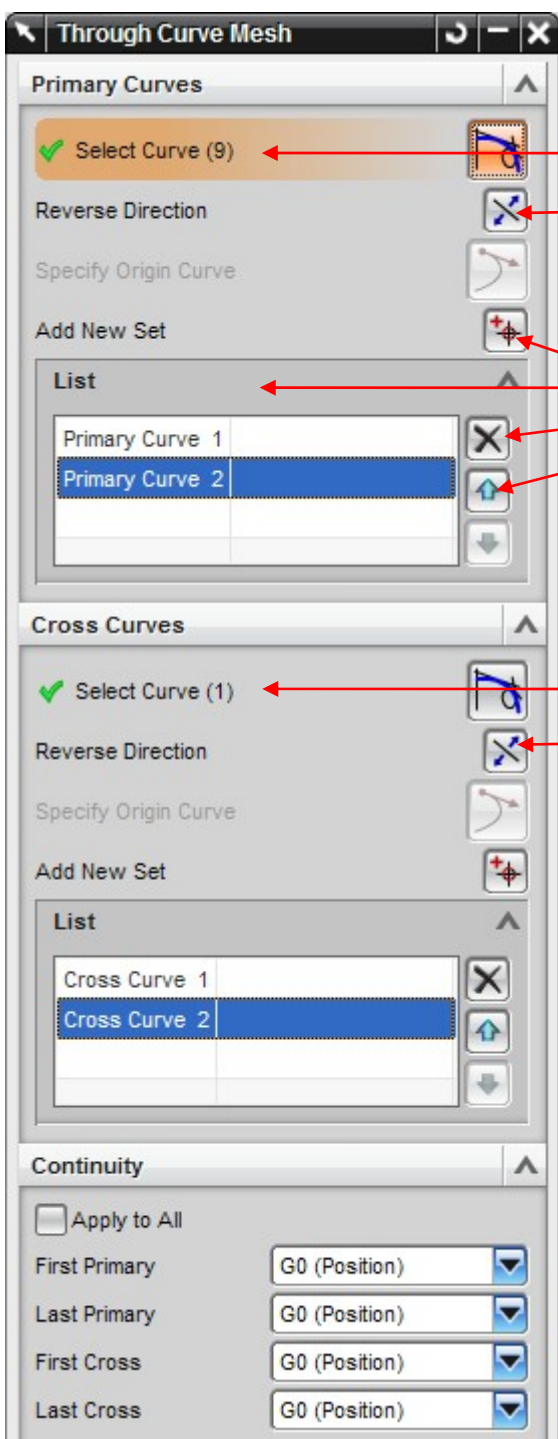 Through Curve Mesh
Primary Curves
Select Curve (9)
Reverse Direction
Specify Origin Curve
Add New Set
List
Primary Curve 1
Primary Curve 2
Cross Curves
Select Curve (1)
Reverse Direction
Specify Origin Curve
Add New Set
List
Cross Curve 1
Cross Curve 2
Continuity
Apply to All
First Primary G0 (Position)
Last Primary G0 (Position)
First Cross G0 (Position)
Last Cross G0 (Position)